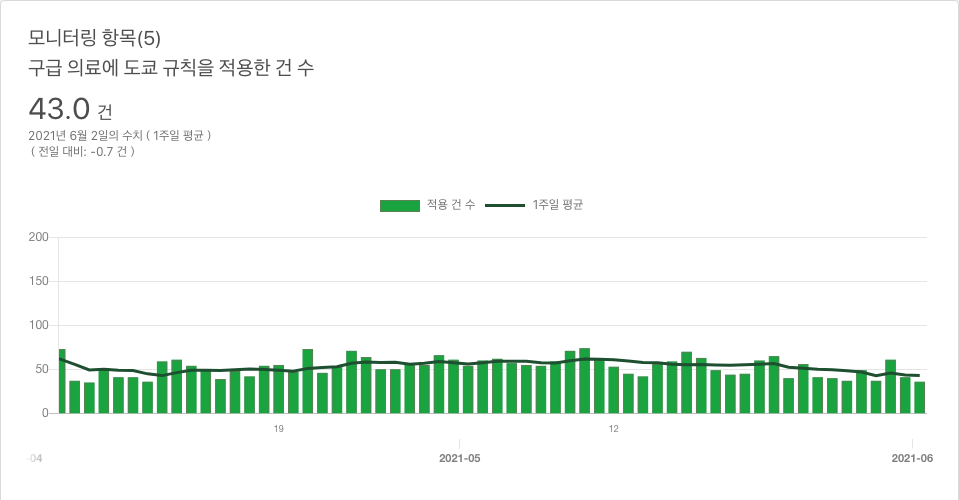 모니터링 항목(5)
구급 의료에 도쿄 규칙을 적용한 건 수
43.0 건
2021년 6월 2일의 수치 ( 1주일 평균 )
( 전일 대비: -0.7 건 )
적용 건 수 1주일 평균
200
150
100
50
0
19 12
-04 2021-05 2021-06